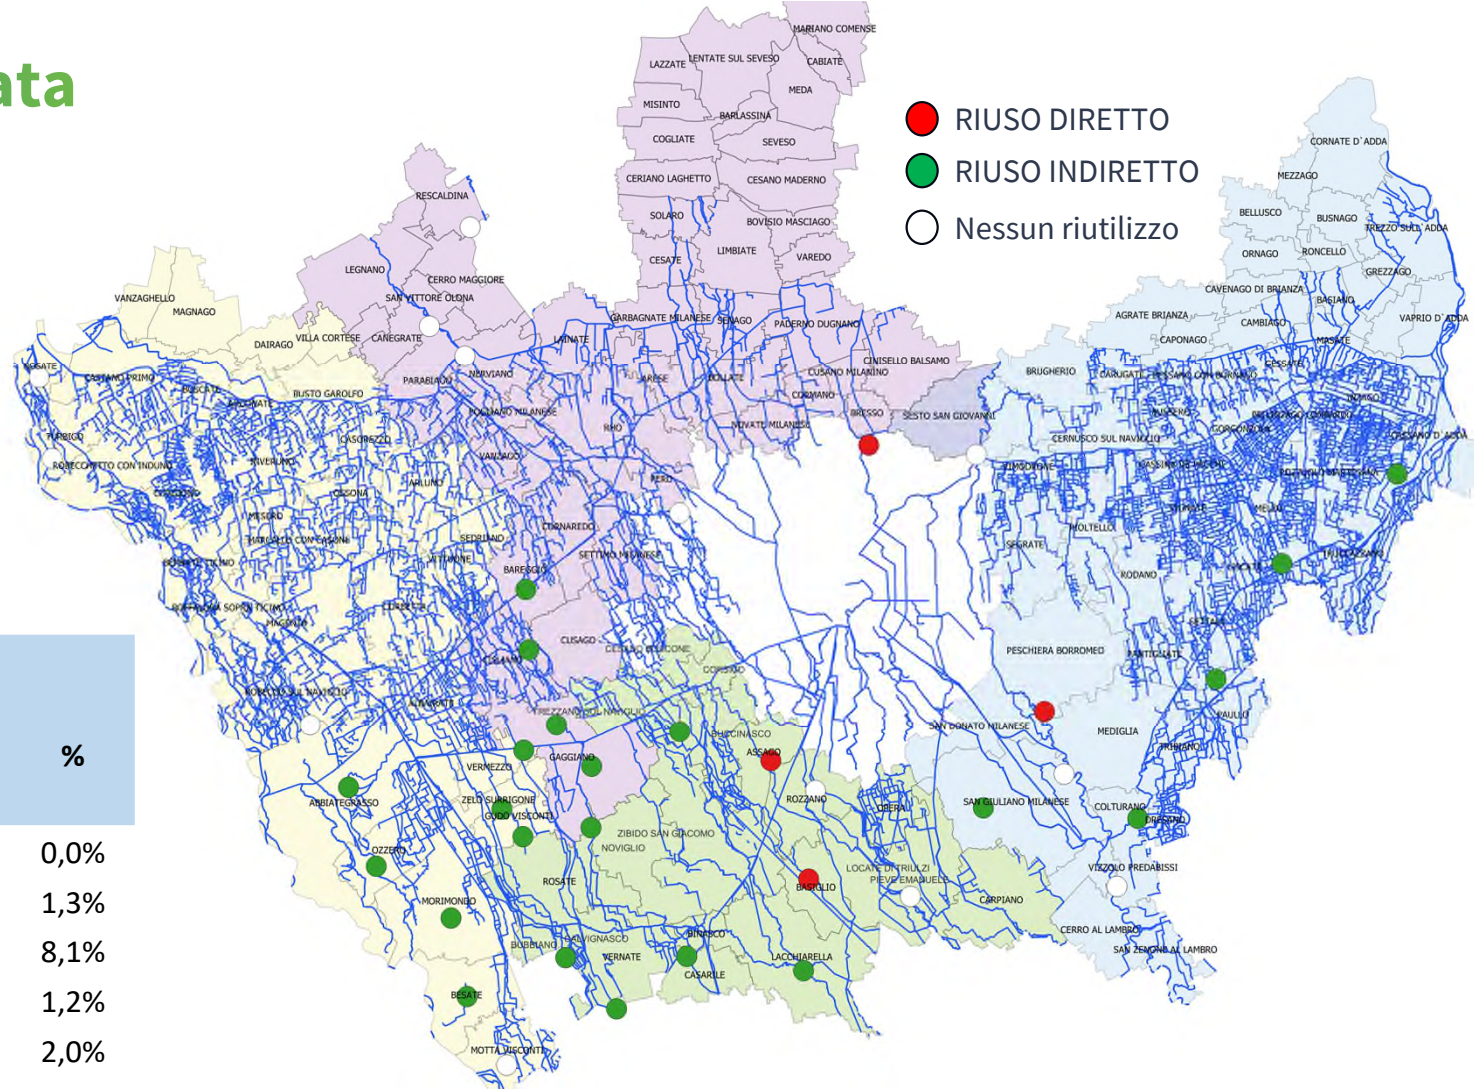 ata
RIUSO DIRETTO
RIUSO INDIRETTO
Nessun riutilizzo
%
0,0%
1,3%
8,1%
1,2%
2,0%
MARIANO COMENSE
LENTATE SUL SEVESO
CABIATE
LAZZATE
MEDA
MISINTO
BARLASSINA
COGLIATE
SEVESO
CERIANO LAGHETTO
CESANO MADERNO
SOLARO
BOVISIO MASCIAGO
LIMBIATE
CESATE
VAREDO
RESCALDINA
LEGNANO
CERRO MAGGIORE
SAN VITTORE OLONA
VANZAGHELLO
MAGNAGO
DAIRAGO
VILLA CORTESE
CANEGRATE
LAINATE
GARBAGNATE MILANESE
SENAGO
PADERNO DUGNANO
CINISELLO BALSAMO
CUSANO MILANINO
NOSATE
CASTANO PRIMO
BUSCATE
BUSTO GAROLFO
PARABIAGO
NERVIANO
ARESE
BOLLATE
CORMANO
BRESSO
SESTO SAN GIOVANNI
POGLIANO MILANESE
RHO
NOVATE MILANESE
TURBIGO
CASOREZZO
ROBECCHETTO CON INDUNO
INVERUNO
VANZAGO
ARLUNO
PERO
CUGGIONO
OSSONA
MESERO
MARCALLO CON CASONE
CORNAREDO
SEDRIANO
SETTIMO MILANESE
VITTUONE
BAREGGIO
BOFFALORA SOPRA TICINO
CORBETTA
MAGENTA
CUSAGO
CESANO BOSCONE
CISLIANO
CORSICO
ROBECCO SUL NAVIGLIO
ALBAIRATE
TREZZANO SUL NAVIGLIO
BUCCINASCO
ASSAGO
VERMEZZO
GAGGIANO
ABBIATEGRASSO
ZELO SURRIGONE
GUDO VISCONTI
ROZZANO
OPERA
ZIBIDO SAN GIACOMO
NOVIGLIO
OZZERO
ROSATE
BASIGLIO
LOCATE DI TRIULZI
PIEVE EMANUELE
MORIMONDO
CARPIANO
BUBBIANO
CALVIGNASCO
BINASCO
VERNATE
LACCHIARELLA
CASARILE
BESATE
MOTTA VISCONTI
CORNATE D`ADDA
MEZZAGO
BELLUSCO
BUSNAGO
TREZZO SULL`ADDA
ORNAGO
RONCELLO
GREZZAGO
CAVENAGO DI BRIANZA
BASIANO
AGRATE BRIANZA
CAMBIAGO
VAPRIO D`ADDA
CAPONAGO
MASATE
GESSATE
BRUGHERIO
CARUGATE
INZAGO
BUSSERO
GORGONZOLA
CASSANO D`ADDA
CERNUSCO SUL NAVIGLIO
VIMODRONE
CASSINA DE`PECCHI
POZZUOLO MARTESANA
MELZO
PIOLTELLO
SEGRATE
TRUCCAZZANO
RODANO
SETTALA
PESCHIERA BORROMEO
PANTIGLIATE
PAULLO
SAN DONATO MILANESE
MEDIGLIA
TRIBIANO
SAN GIULIANO MILANESE
COLTURANO
DRESANO
VIZZOLO PREDABISSI
CERRO AL LAMBRO
SAN ZENONE AL LAMBRO